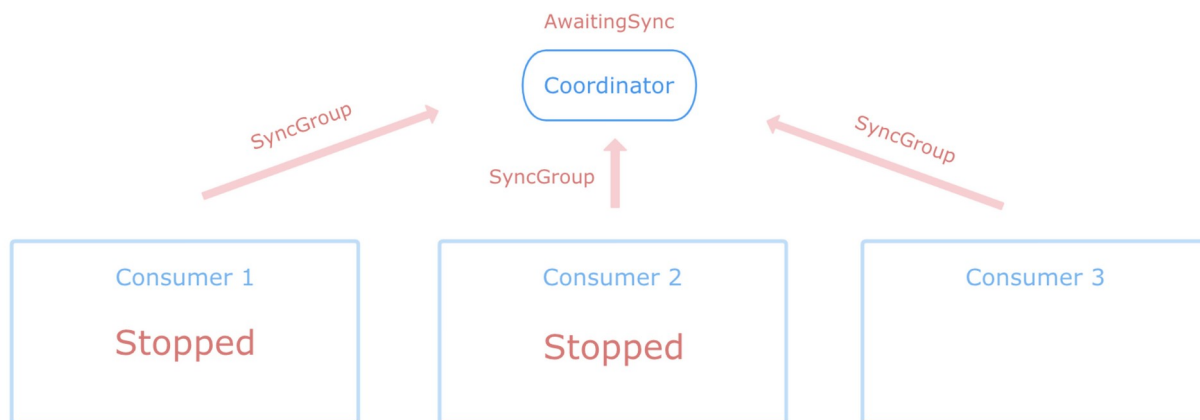 AwaitingSync
Coordinator
SyncGroup
SyncGroup
SyncGroup
Consumer 1
Consumer 2
Consumer 3
Stopped
Stopped